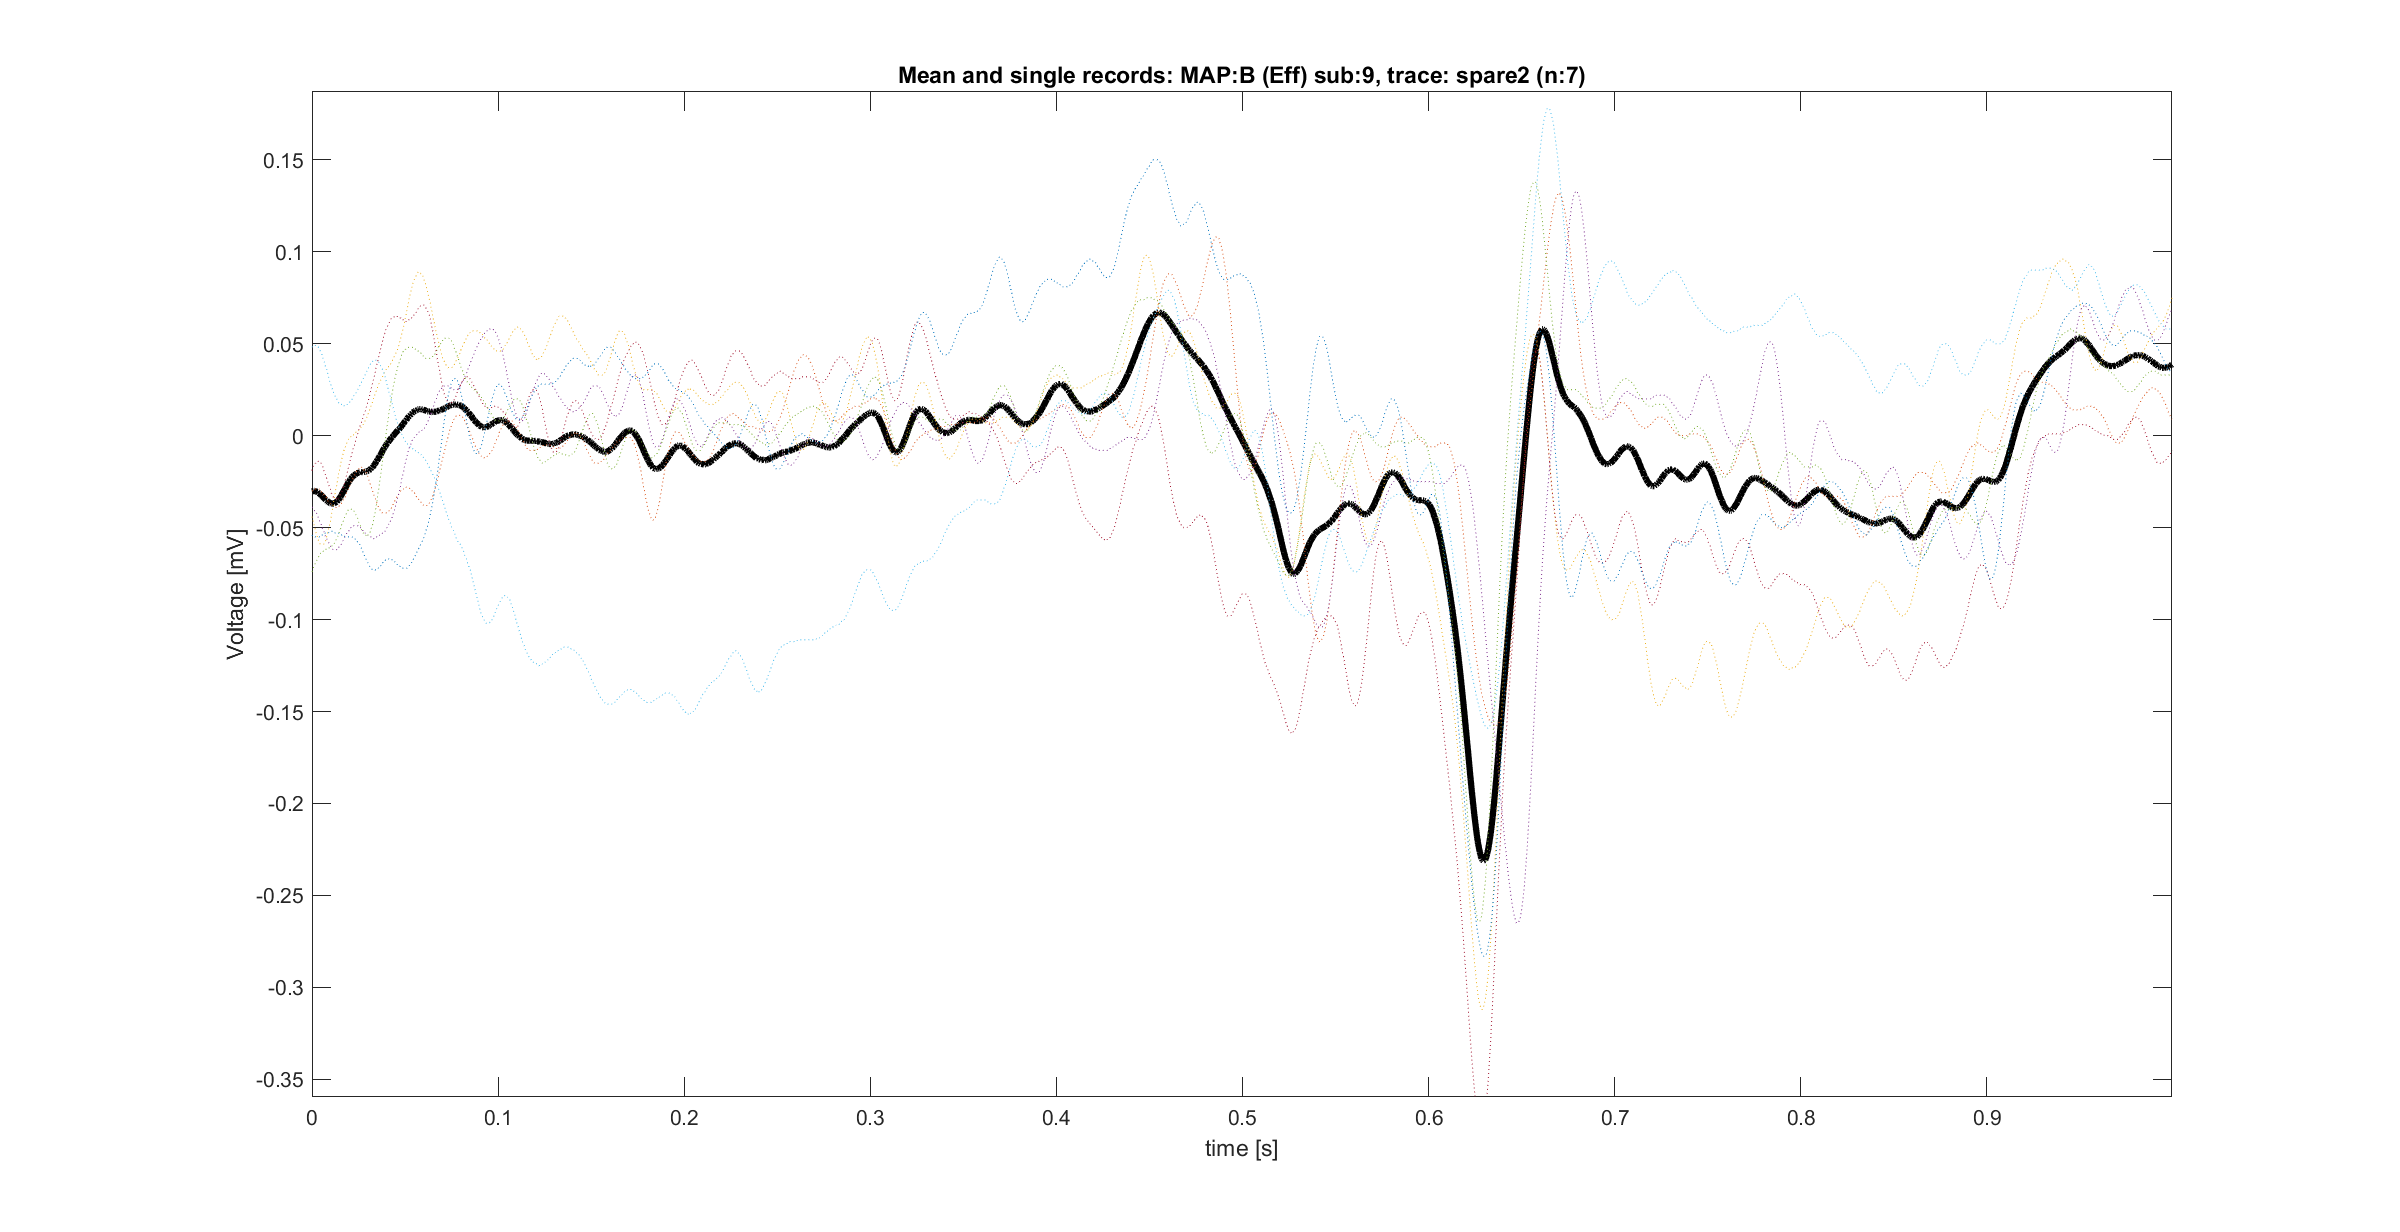 Mean and single records: MAP:B (Eff) sub:9, trace: spare2 (n:7)
0.15
0.1
0.05
0
-0.05
-0.1
-0.15
-0.2
-0.25
-0.3
-0.35
Voltage [mV]
0 0.1 0.2 0.3 0.4 0.5 0.6 0.7 0.8 0.9
time [s]